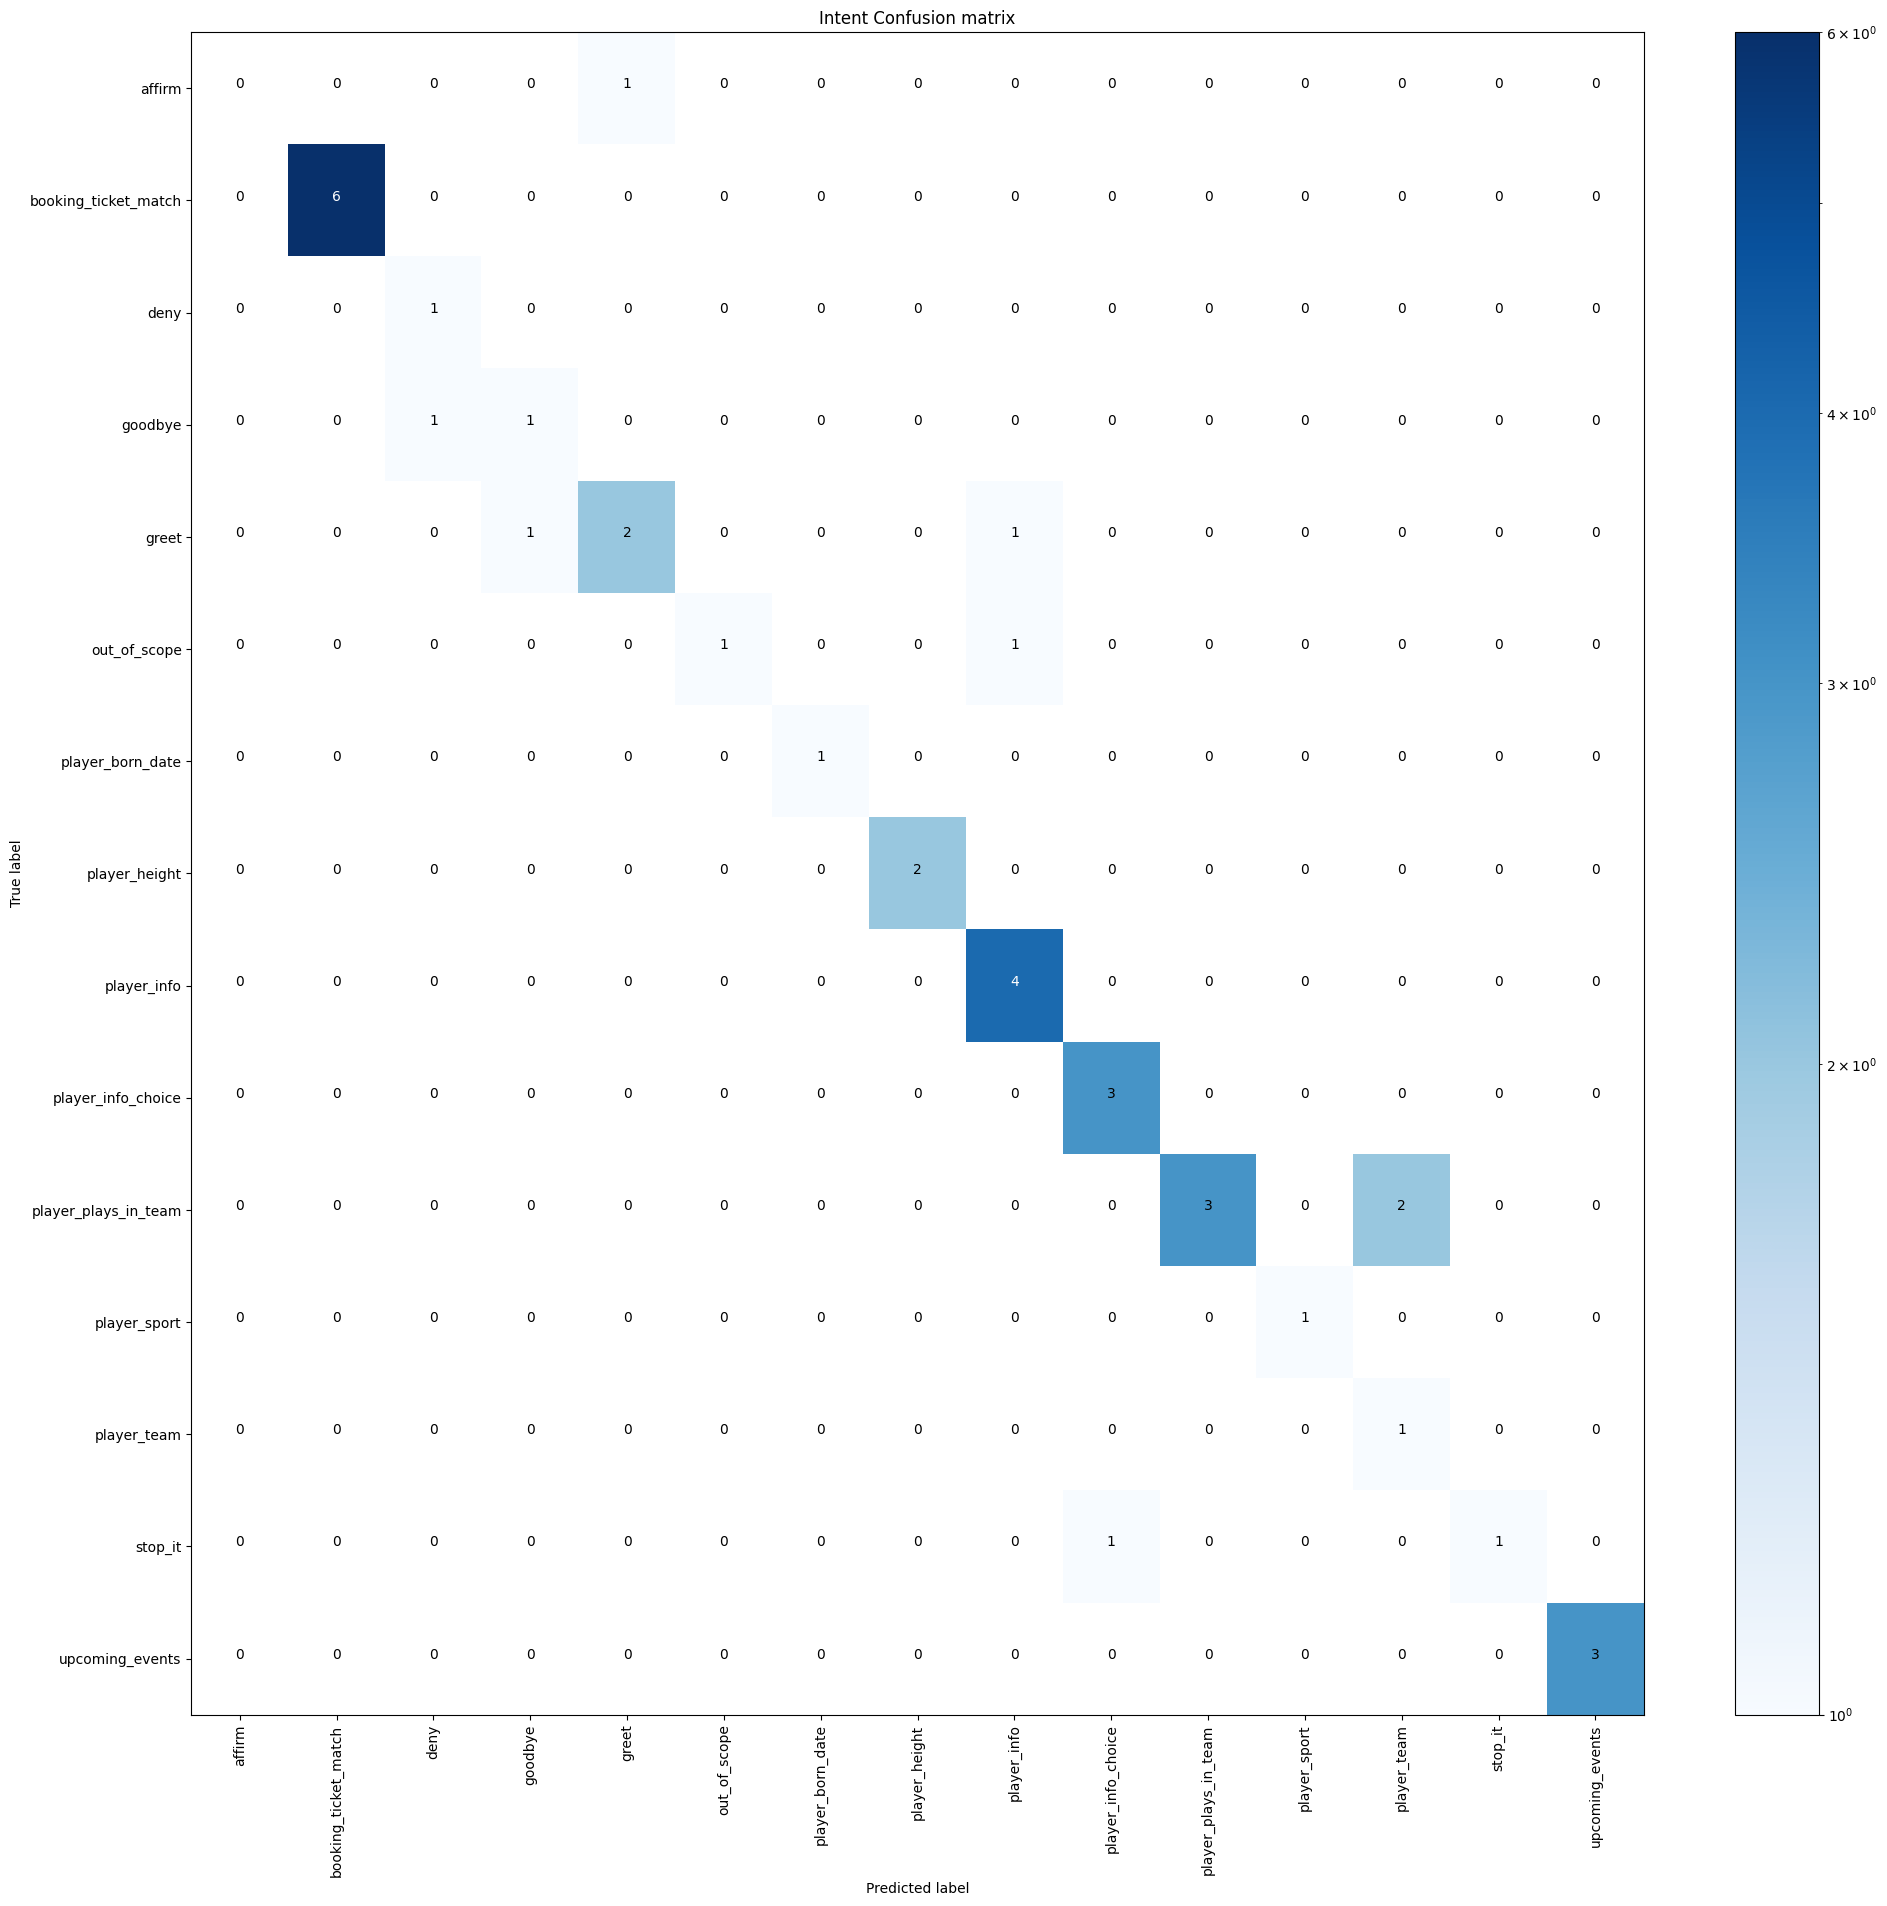 Intent Confusion matrix
affirm 0 0 0 0 1 0 0 0 0 0 0 0 0 0 0
booking_ticket_match 0 6 0 0 0 0 0 0 0 0 0 0 0 0 0
deny 0 0 1 0 0 0 0 0 0 0 0 0 0 0 0
goodbye 0 0 1 1 0 0 0 0 0 0 0 0 0 0 0
greet 0 0 0 1 2 0 0 0 1 0 0 0 0 0 0
out_of_scope 0 0 0 0 0 1 0 0 1 0 0 0 0 0 0
player_born_date 0 0 0 0 0 0 1 0 0 0 0 0 0 0 0
player_height 0 0 0 0 0 0 0 2 0 0 0 0 0 0 0
player_info 0 0 0 0 0 0 0 0 4 0 0 0 0 0 0
player_info_choice 0 0 0 0 0 0 0 0 0 3 0 0 0 0 0
player_plays_in_team 0 0 0 0 0 0 0 0 0 0 3 0 2 0 0
player_sport 0 0 0 0 0 0 0 0 0 0 0 1 0 0 0
player_team 0 0 0 0 0 0 0 0 0 0 0 0 1 0 0
stop_it 0 0 0 0 0 0 0 0 0 1 0 0 0 1 0
upcoming_events 0 0 0 0 0 0 0 0 0 0 0 0 0 0 3
True label
affirm
booking_ticket_match
deny
goodbye
greet
out_of_scope
player_born_date
player_height
player_info
player_info_choice
player_plays_in_team
player_sport
player_team
stop_it
upcoming_events
Predicted label
6 × 10⁰
4 × 10⁰
3 × 10⁰
2 × 10⁰
10⁰